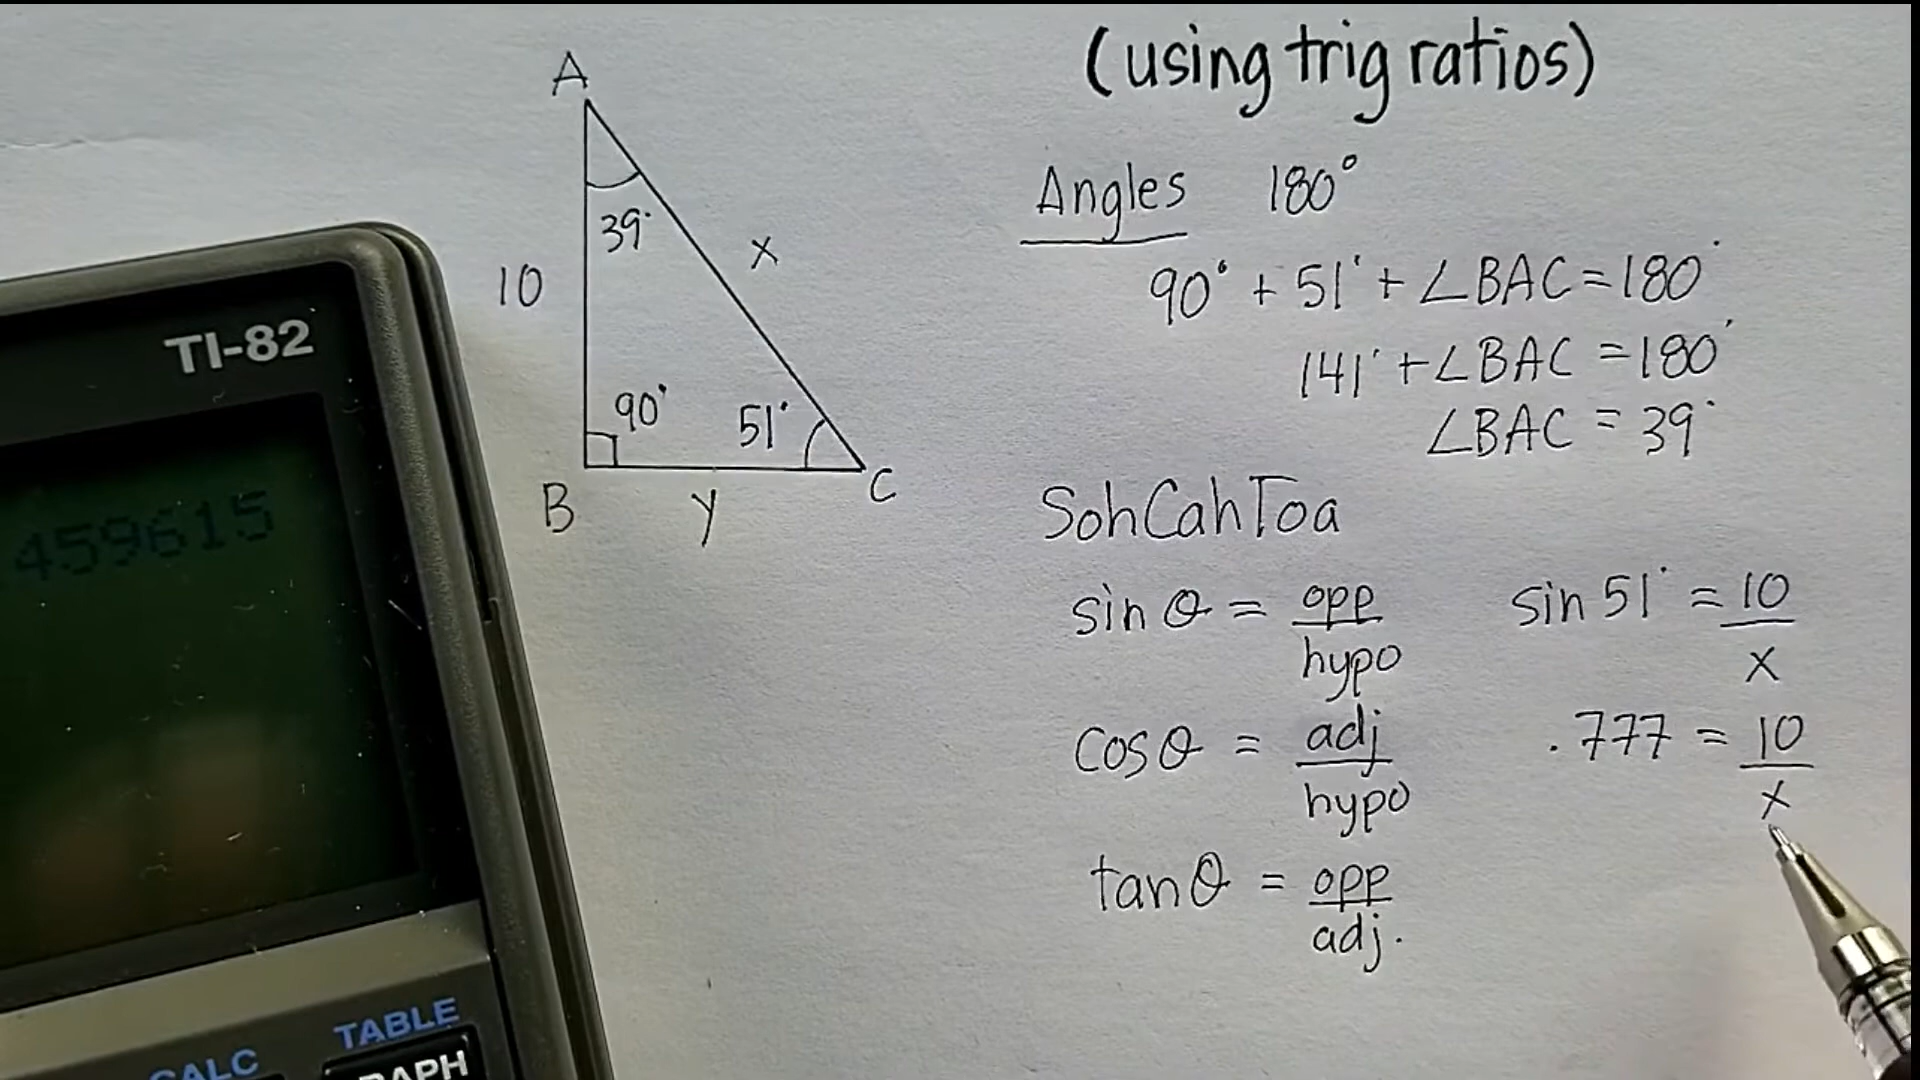 (using trig ratios)
A
39°
10
x
90°
51°
B
y
C
Angles 180°
90° + 51° + ∠BAC = 180°
141° + ∠BAC = 180°
∠BAC = 39°
SohCahToa
sin θ = opp/hypo
sin 51° = 10/x
cos θ = adj/hypo
.777 = 10/x
tan θ = opp/adj.
TI-82
459615
TABLE
CALC